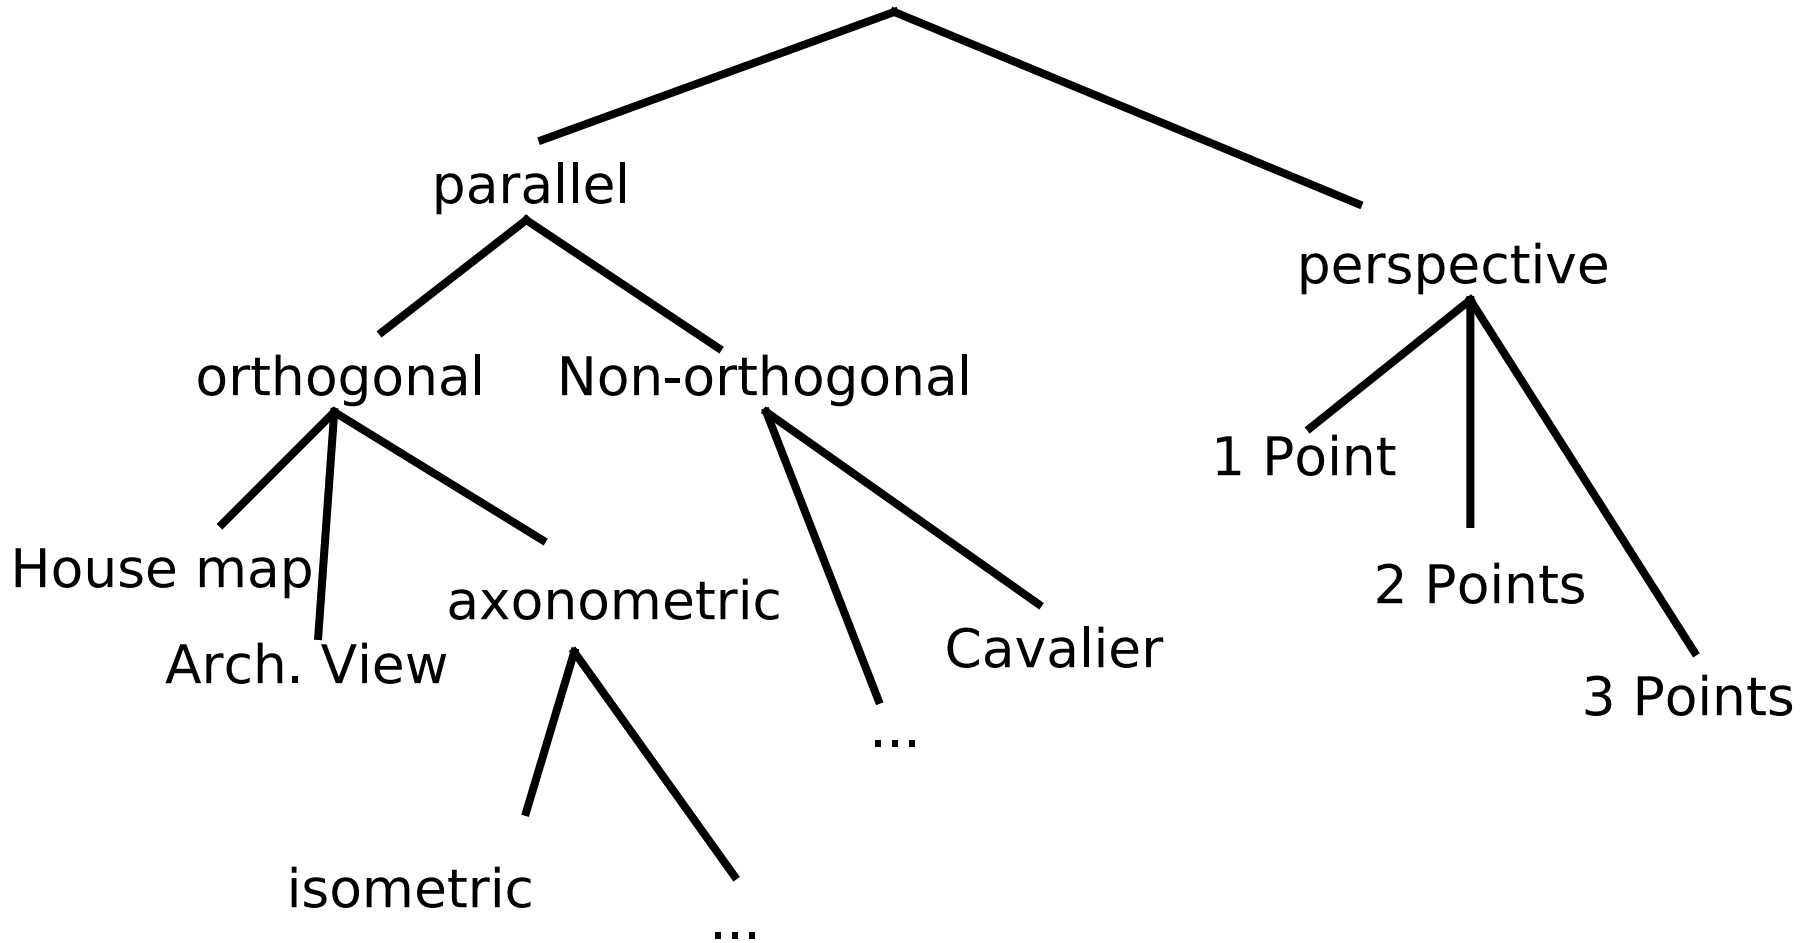 parallel
perspective
orthogonal
Non-orthogonal
1 Point
House map
2 Points
axonometric
Cavalier
Arch. View
3 Points
...
isometric
...